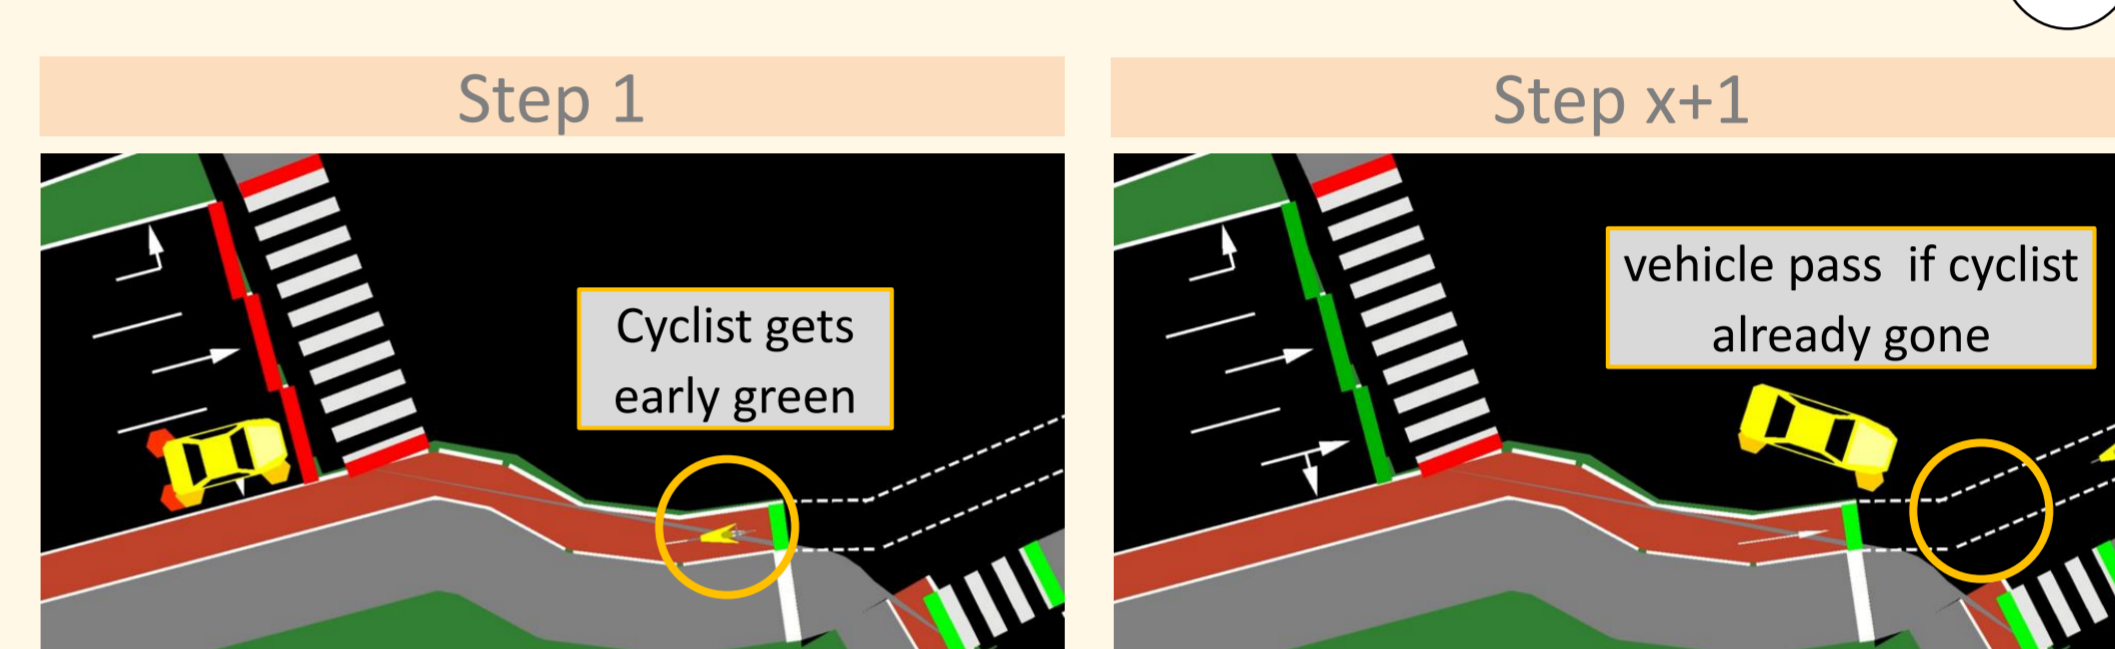 Step 1
Step x+1
Cyclist gets
early green
vehicle pass  if cyclist
already gone